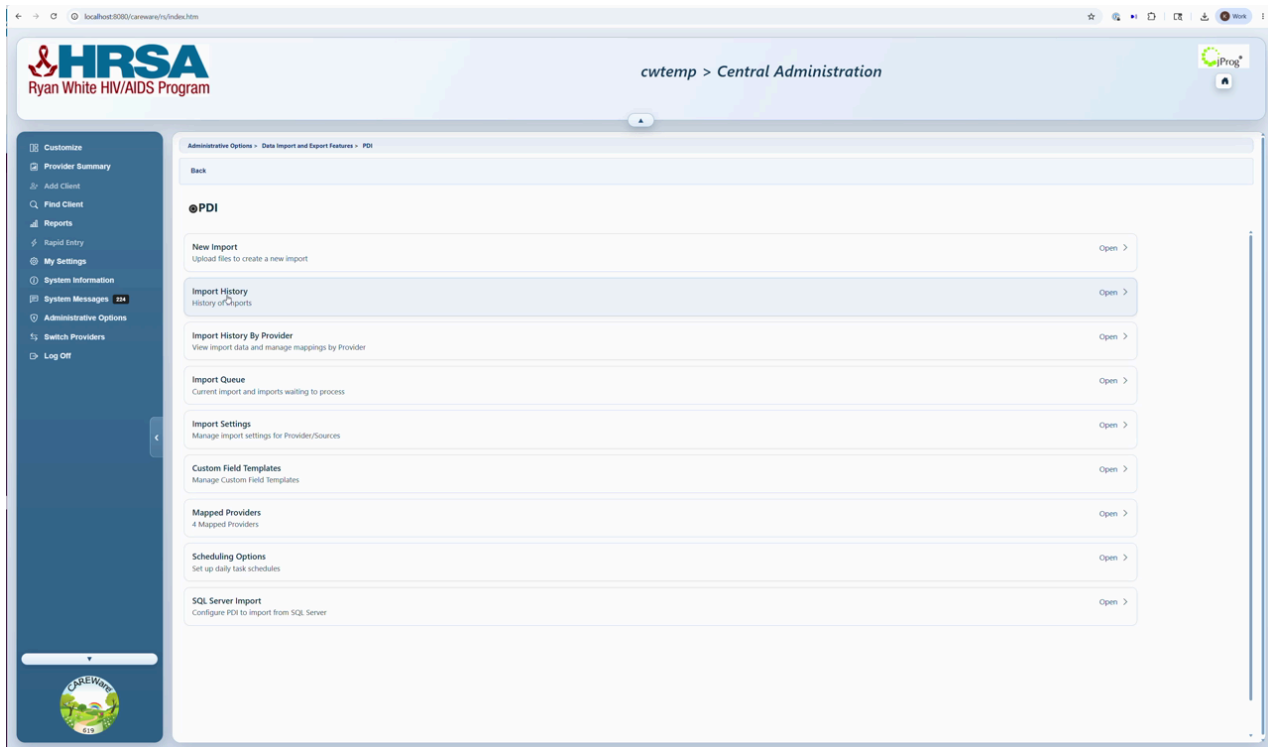 localhost:8080/careware/rs/index.htm
Work
HRSA
Ryan White HIV/AIDS Program
cwtemp > Central Administration
jProg
Customize
Provider Summary
Add Client
Find Client
Reports
Rapid Entry
My Settings
System Information
System Messages 224
Administrative Options
Switch Providers
Log Off
CAREWare
619
Administrative Options > Data Import and Export Features > PDI
Back
PDI
New Import
Upload files to create a new import
Open >
Import History
History of Imports
Open >
Import History By Provider
View import data and manage mappings by Provider
Open >
Import Queue
Current import and imports waiting to process
Open >
Import Settings
Manage import settings for Provider/Sources
Open >
Custom Field Templates
Manage Custom Field Templates
Open >
Mapped Providers
4 Mapped Providers
Open >
Scheduling Options
Set up daily task schedules
Open >
SQL Server Import
Configure PDI to import from SQL Server
Open >